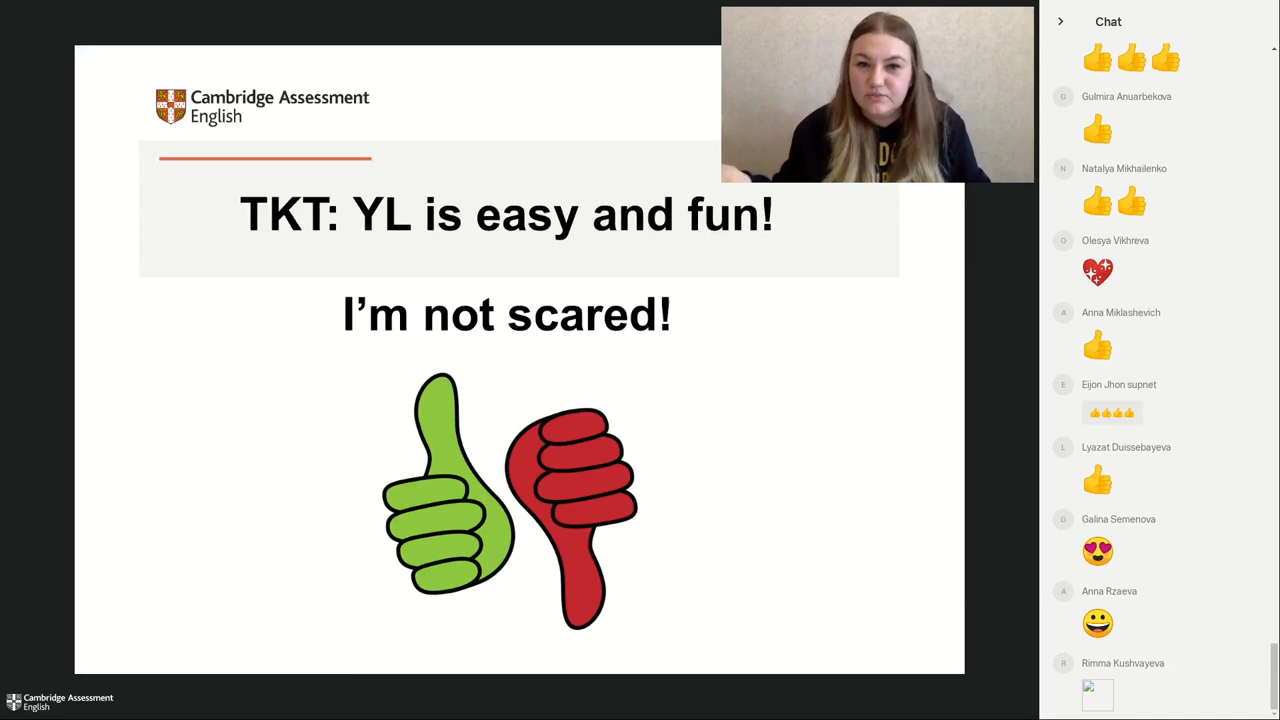 Cambridge Assessment
English
TKT: YL is easy and fun!
I'm not scared!
Cambridge Assessment
English
Chat
G
Gulmira Anuarbekova
N
Natalya Mikhailenko
O
Olesya Vikhreva
A
Anna Miklashevich
E
Eijon Jhon supnet
L
Lyazat Duissebayeva
G
Galina Semenova
A
Anna Rzaeva
R
Rimma Kushvayeva